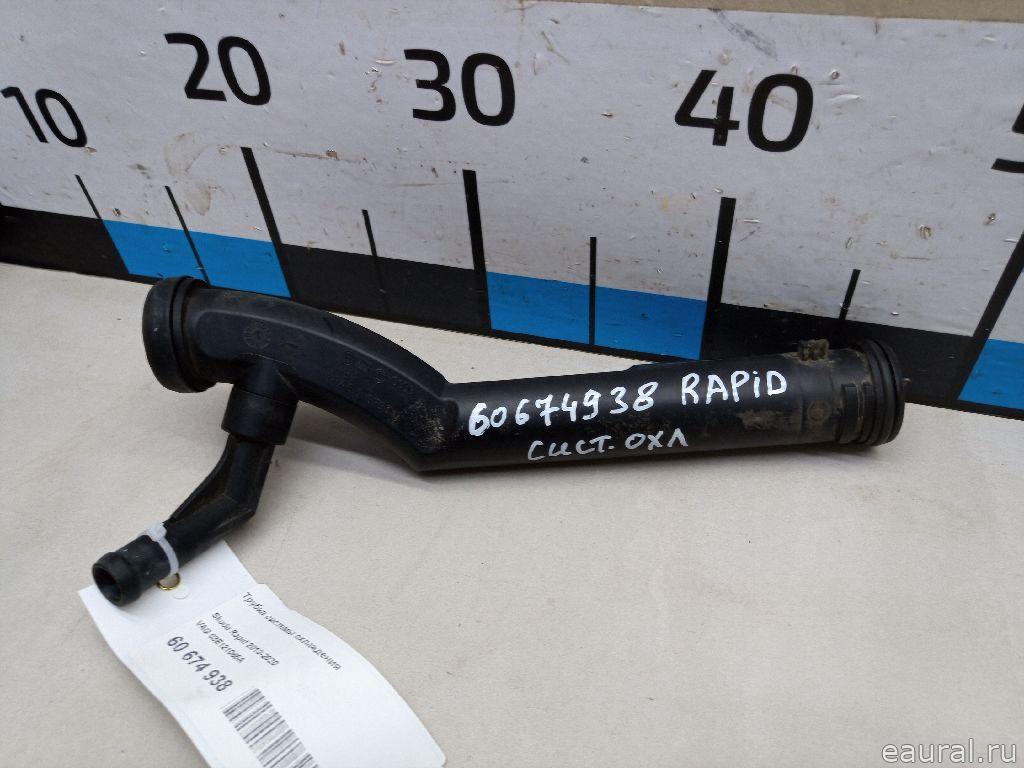 10 20 30 40
60674938 RAPiD
сист. охл
Трубка системы охлаждения
Skoda Rapid 2013-2020
VAG
60 674 938
eaural.ru